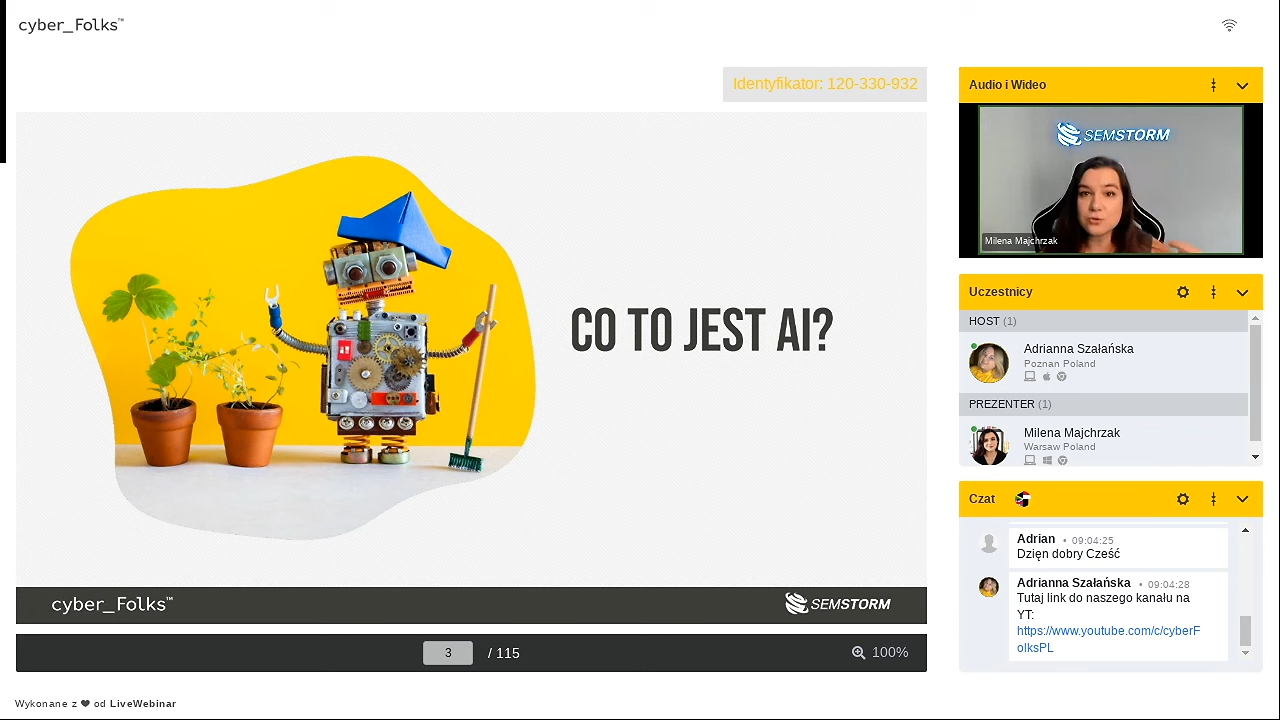 cyber_Folks™
Identyfikator: 120-330-932
CO TO JEST AI?
cyber_Folks™
SEMSTORM
3 / 115
100%
Wykonane z ❤ od LiveWebinar
Audio i Wideo
SEMSTORM
Milena Majchrzak
Uczestnicy
HOST (1)
Adrianna Szałańska
Poznan Poland
PREZENTER (1)
Milena Majchrzak
Warsaw Poland
Czat
Adrian • 09:04:25
Dzięn dobry Cześć
Adrianna Szałańska • 09:04:28
Tutaj link do naszego kanału na
YT:
https://www.youtube.com/c/cyberF
olksPL